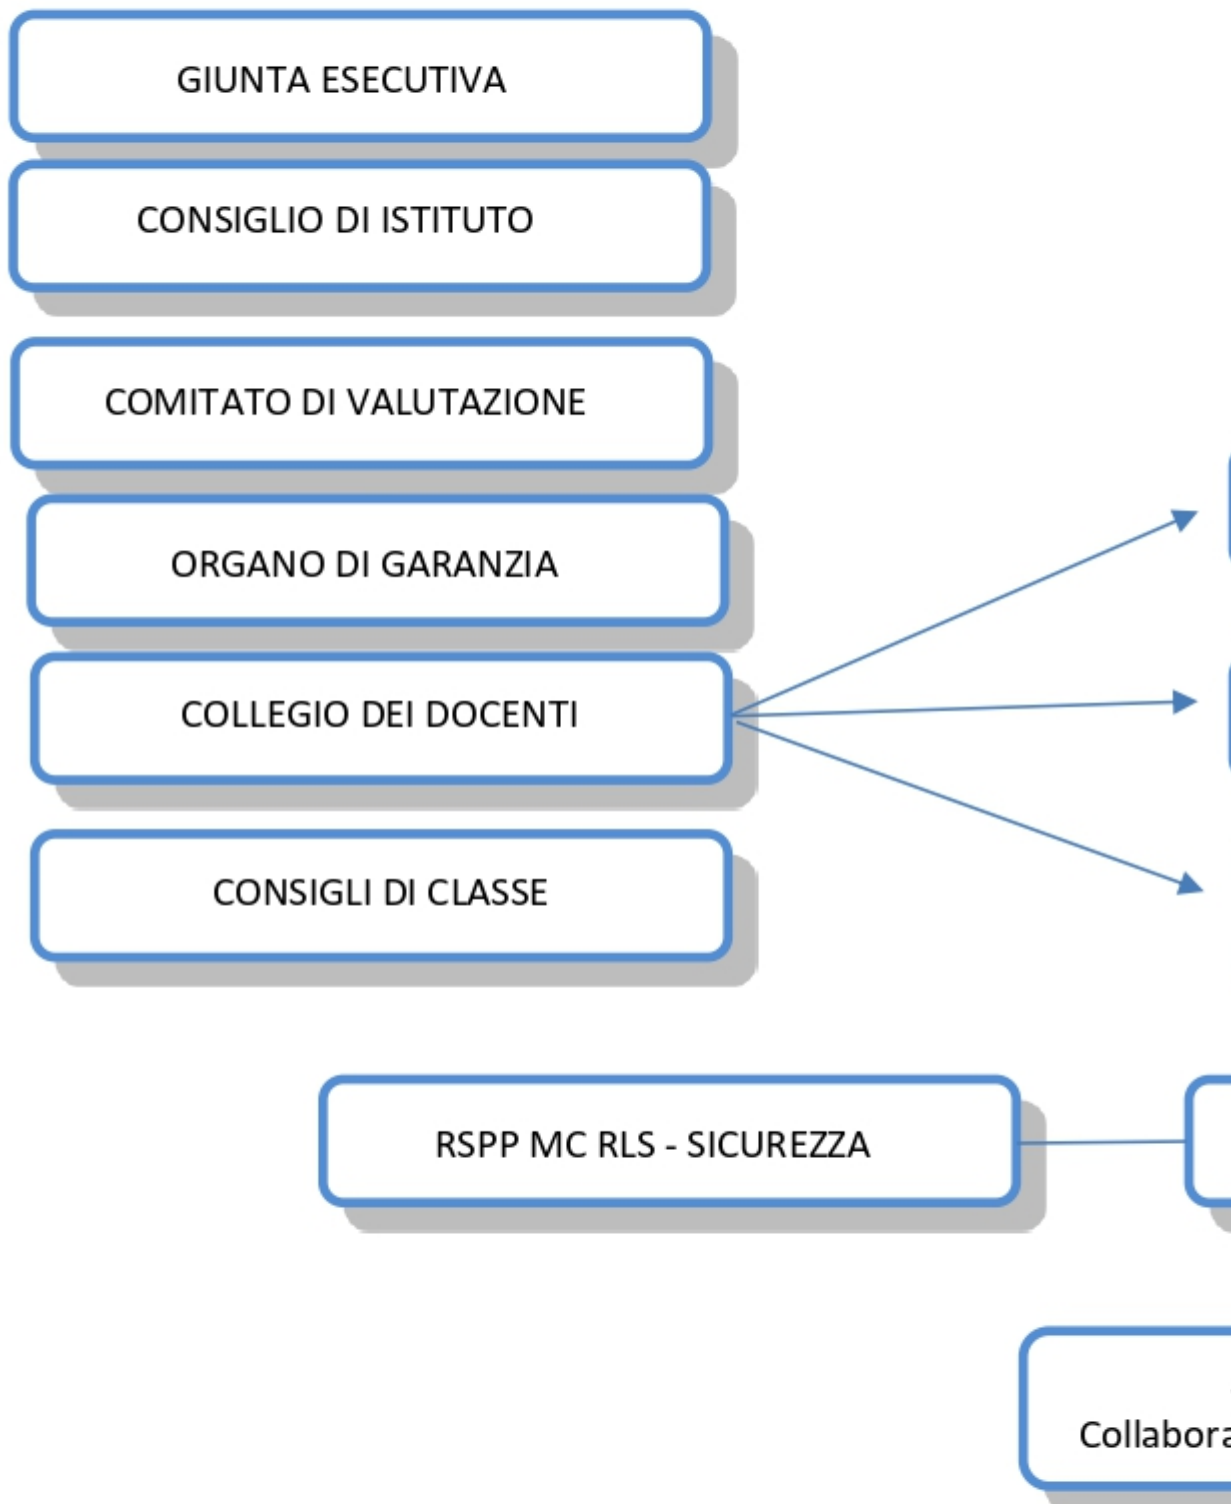 GIUNTA ESECUTIVA
CONSIGLIO DI ISTITUTO
COMITATO DI VALUTAZIONE
ORGANO DI GARANZIA
COLLEGIO DEI DOCENTI
CONSIGLI DI CLASSE
RSPP MC RLS - SICUREZZA